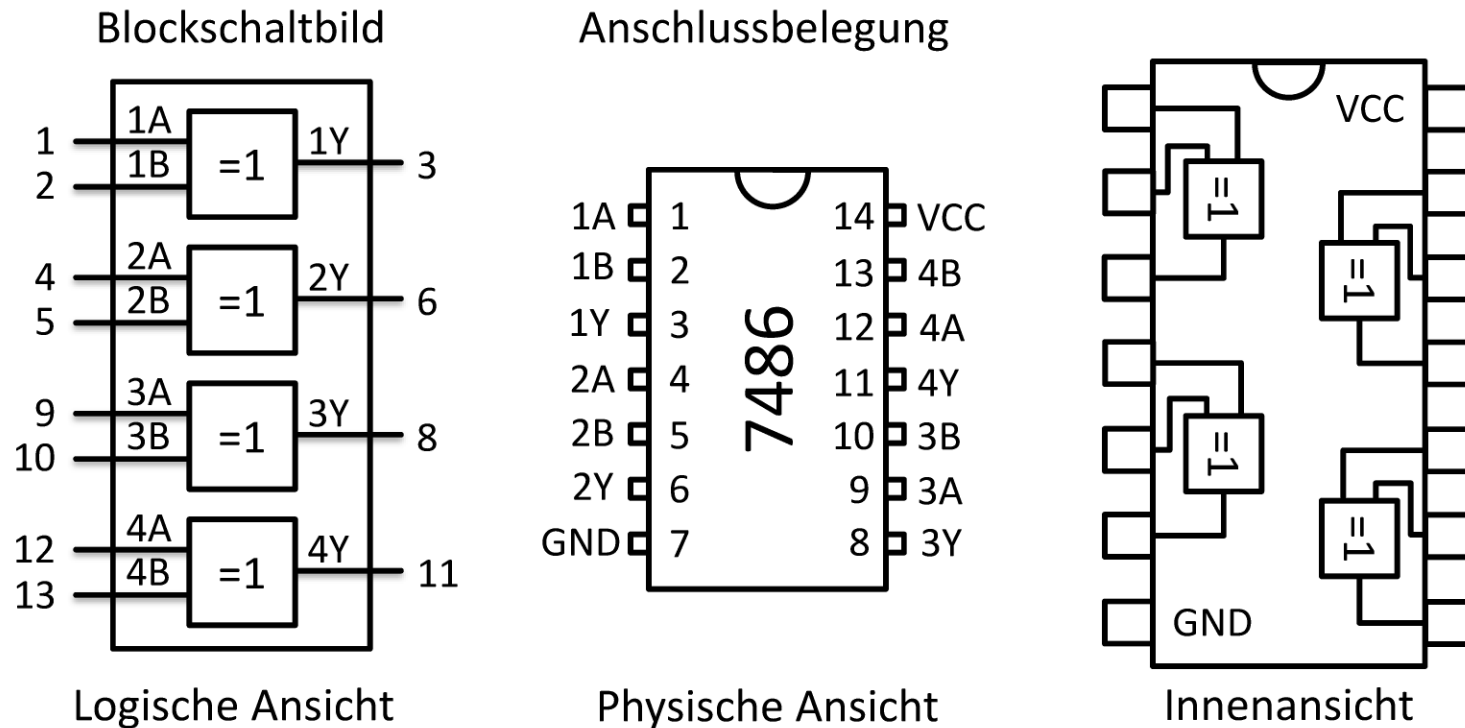 Blockschaltbild
1 1A =1 1Y 3
2 1B
4 2A =1 2Y 6
5 2B
9 3A =1 3Y 8
10 3B
12 4A =1 4Y 11
13 4B
Logische Ansicht
Anschlussbelegung
1A 1 14 VCC
1B 2 13 4B
1Y 3 12 4A
2A 4 11 4Y
2B 5 10 3B
2Y 6 9 3A
GND 7 8 3Y
7486
Physische Ansicht
VCC
=1
=1
=1
=1
GND
Innenansicht